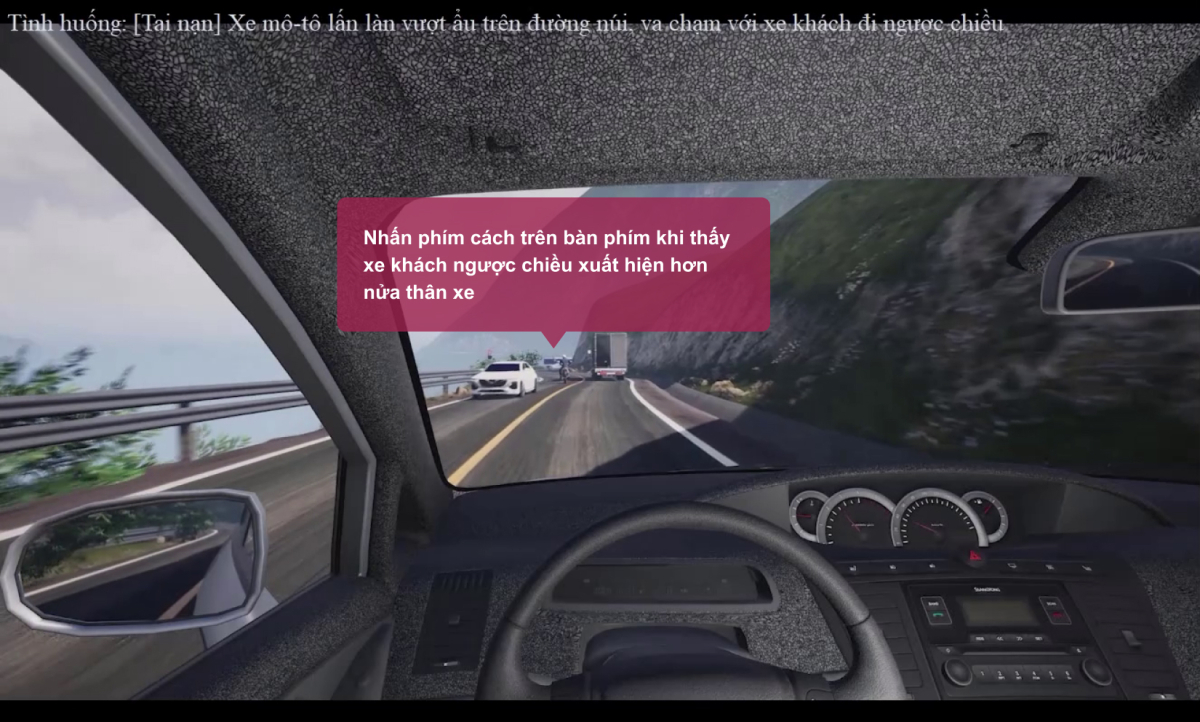 Tình huống: [Tai nạn] Xe mô-tô lấn làn vượt ẩu trên đường núi, va chạm với xe khách đi ngược chiều.
Nhấn phím cách trên bàn phím khi thấy
xe khách ngược chiều xuất hiện hơn
nửa thân xe